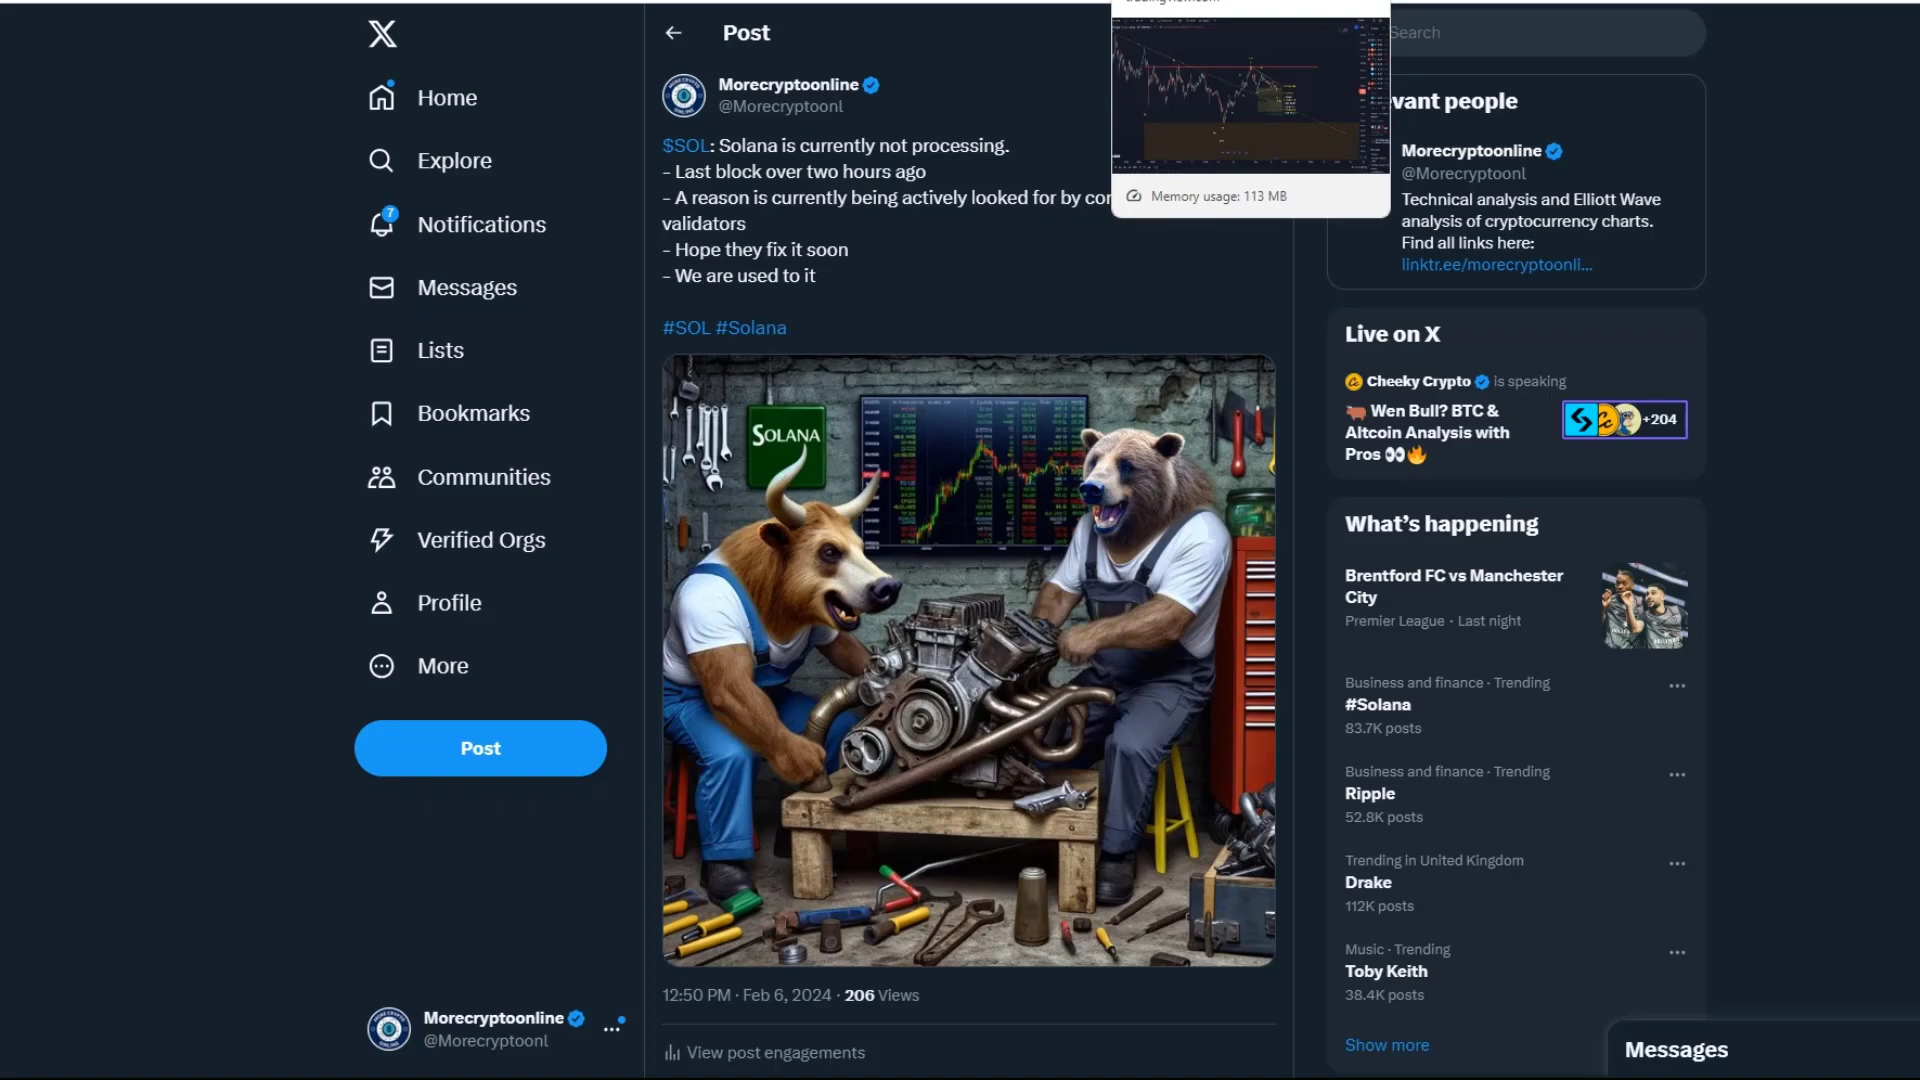 Home
Explore
7
Notifications
Messages
Lists
Bookmarks
Communities
Verified Orgs
Profile
More
Post
Morecryptoonline
@Morecryptoonl
Post
Morecryptoonline
@Morecryptoonl
$SOL: Solana is currently not processing.
- Last block over two hours ago
- A reason is currently being actively looked for by cor
validators
- Hope they fix it soon
- We are used to it
#SOL #Solana
SOLANA
12:50 PM · Feb 6, 2024 · 206 Views
View post engagements
Memory usage: 113 MB
Search
vant people
Morecryptoonline
@Morecryptoonl
Technical analysis and Elliott Wave
analysis of cryptocurrency charts.
Find all links here:
linktr.ee/morecryptoonli...
Live on X
Cheeky Crypto is speaking
Wen Bull? BTC &
Altcoin Analysis with
Pros
+204
What's happening
Brentford FC vs Manchester
City
Premier League · Last night
Business and finance · Trending
#Solana
83.7K posts
Business and finance · Trending
Ripple
52.8K posts
Trending in United Kingdom
Drake
112K posts
Music · Trending
Toby Keith
38.4K posts
Show more
Messages